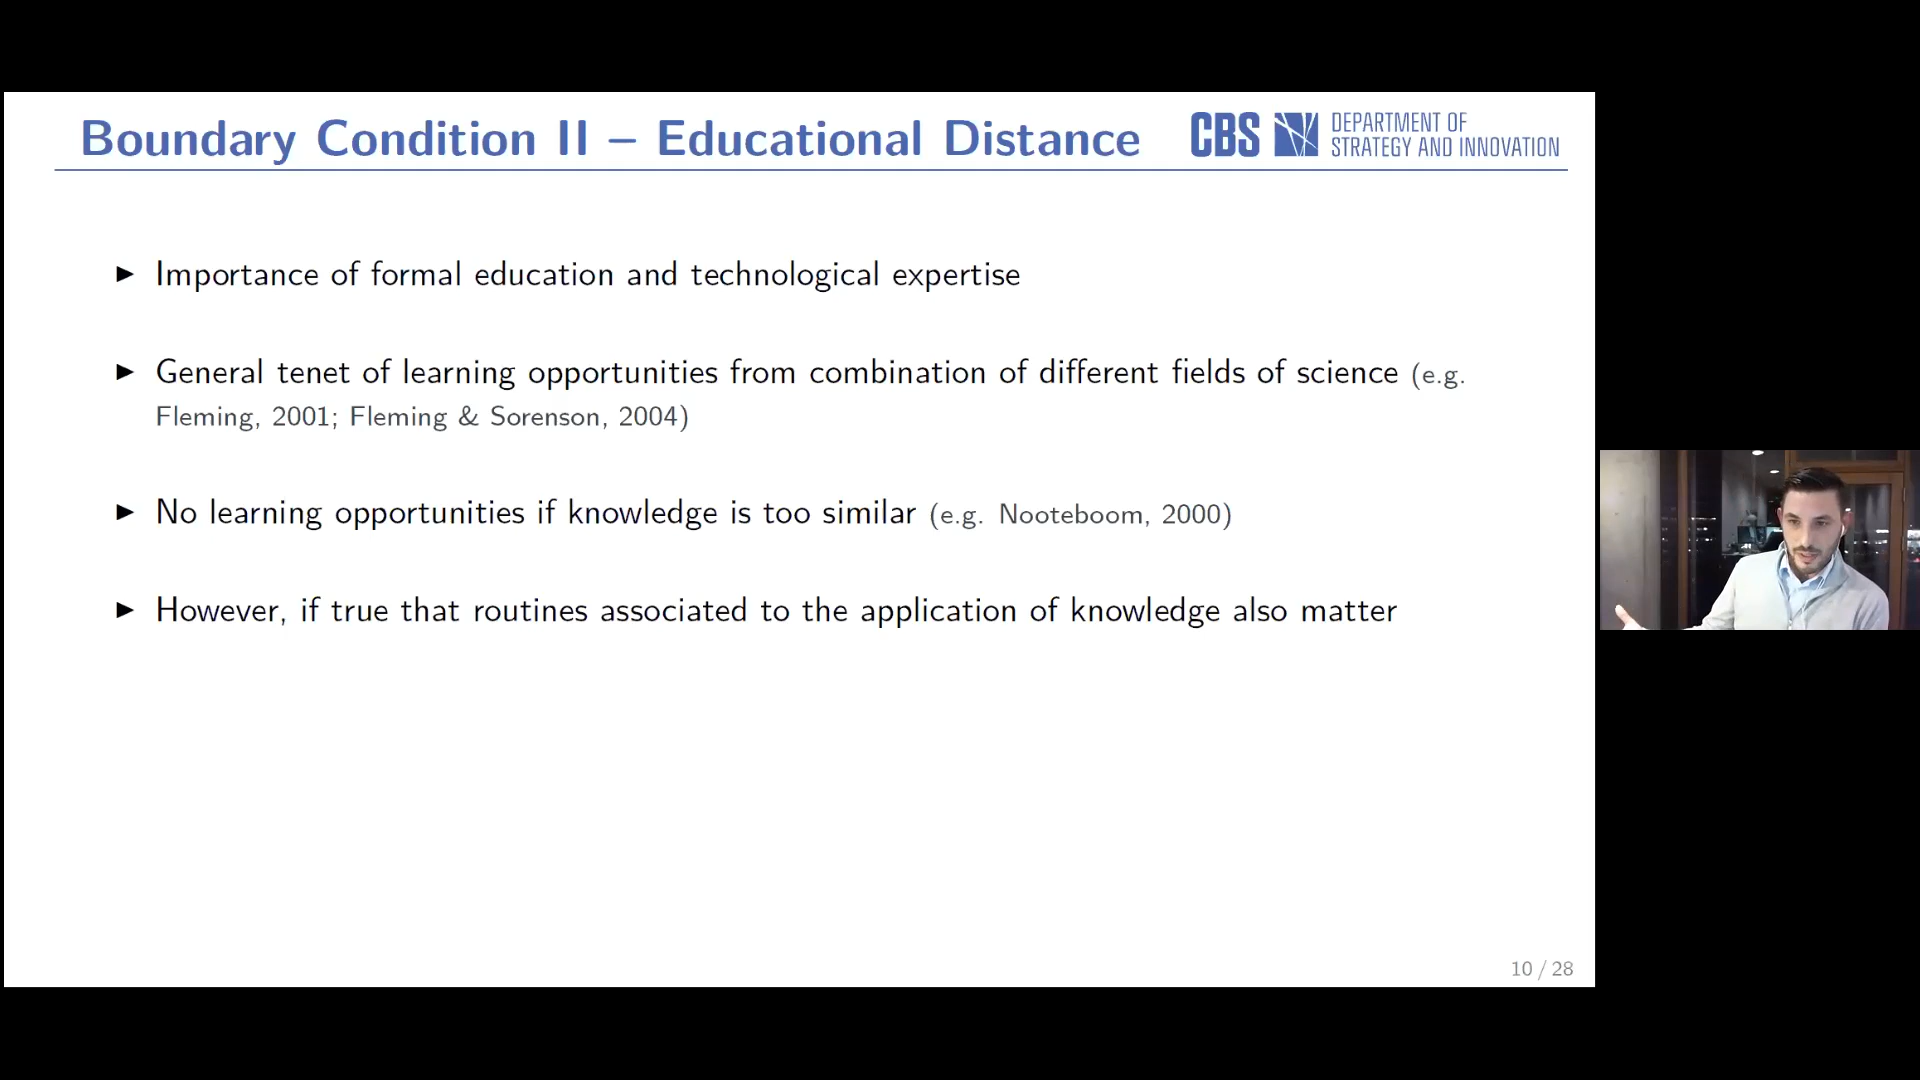 Boundary Condition II – Educational Distance
CBS DEPARTMENT OF
STRATEGY AND INNOVATION
▶ Importance of formal education and technological expertise
▶ General tenet of learning opportunities from combination of different fields of science (e.g.
Fleming, 2001; Fleming & Sorenson, 2004)
▶ No learning opportunities if knowledge is too similar (e.g. Nooteboom, 2000)
▶ However, if true that routines associated to the application of knowledge also matter
10 / 28